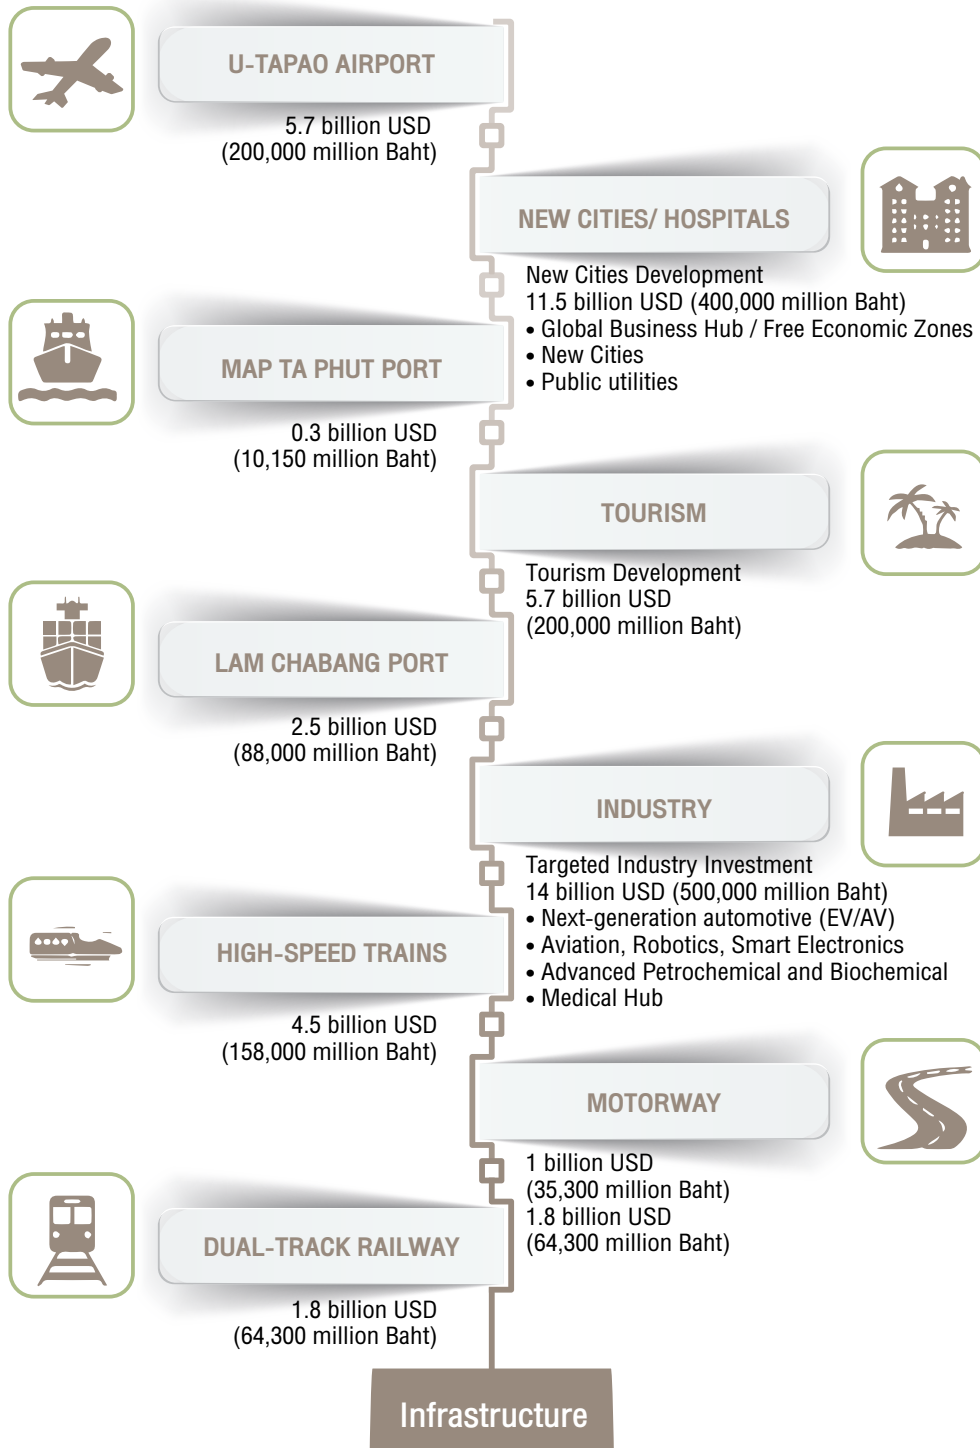 U-TAPAO AIRPORT
5.7 billion USD
(200,000 million Baht)
NEW CITIES/ HOSPITALS
New Cities Development
11.5 billion USD (400,000 million Baht)
• Global Business Hub / Free Economic Zones
• New Cities
• Public utilities
MAP TA PHUT PORT
0.3 billion USD
(10,150 million Baht)
TOURISM
Tourism Development
5.7 billion USD
(200,000 million Baht)
LAM CHABANG PORT
2.5 billion USD
(88,000 million Baht)
INDUSTRY
Targeted Industry Investment
14 billion USD (500,000 million Baht)
• Next-generation automotive (EV/AV)
• Aviation, Robotics, Smart Electronics
• Advanced Petrochemical and Biochemical
• Medical Hub
HIGH-SPEED TRAINS
4.5 billion USD
(158,000 million Baht)
MOTORWAY
1 billion USD
(35,300 million Baht)
1.8 billion USD
(64,300 million Baht)
DUAL-TRACK RAILWAY
1.8 billion USD
(64,300 million Baht)
Infrastructure